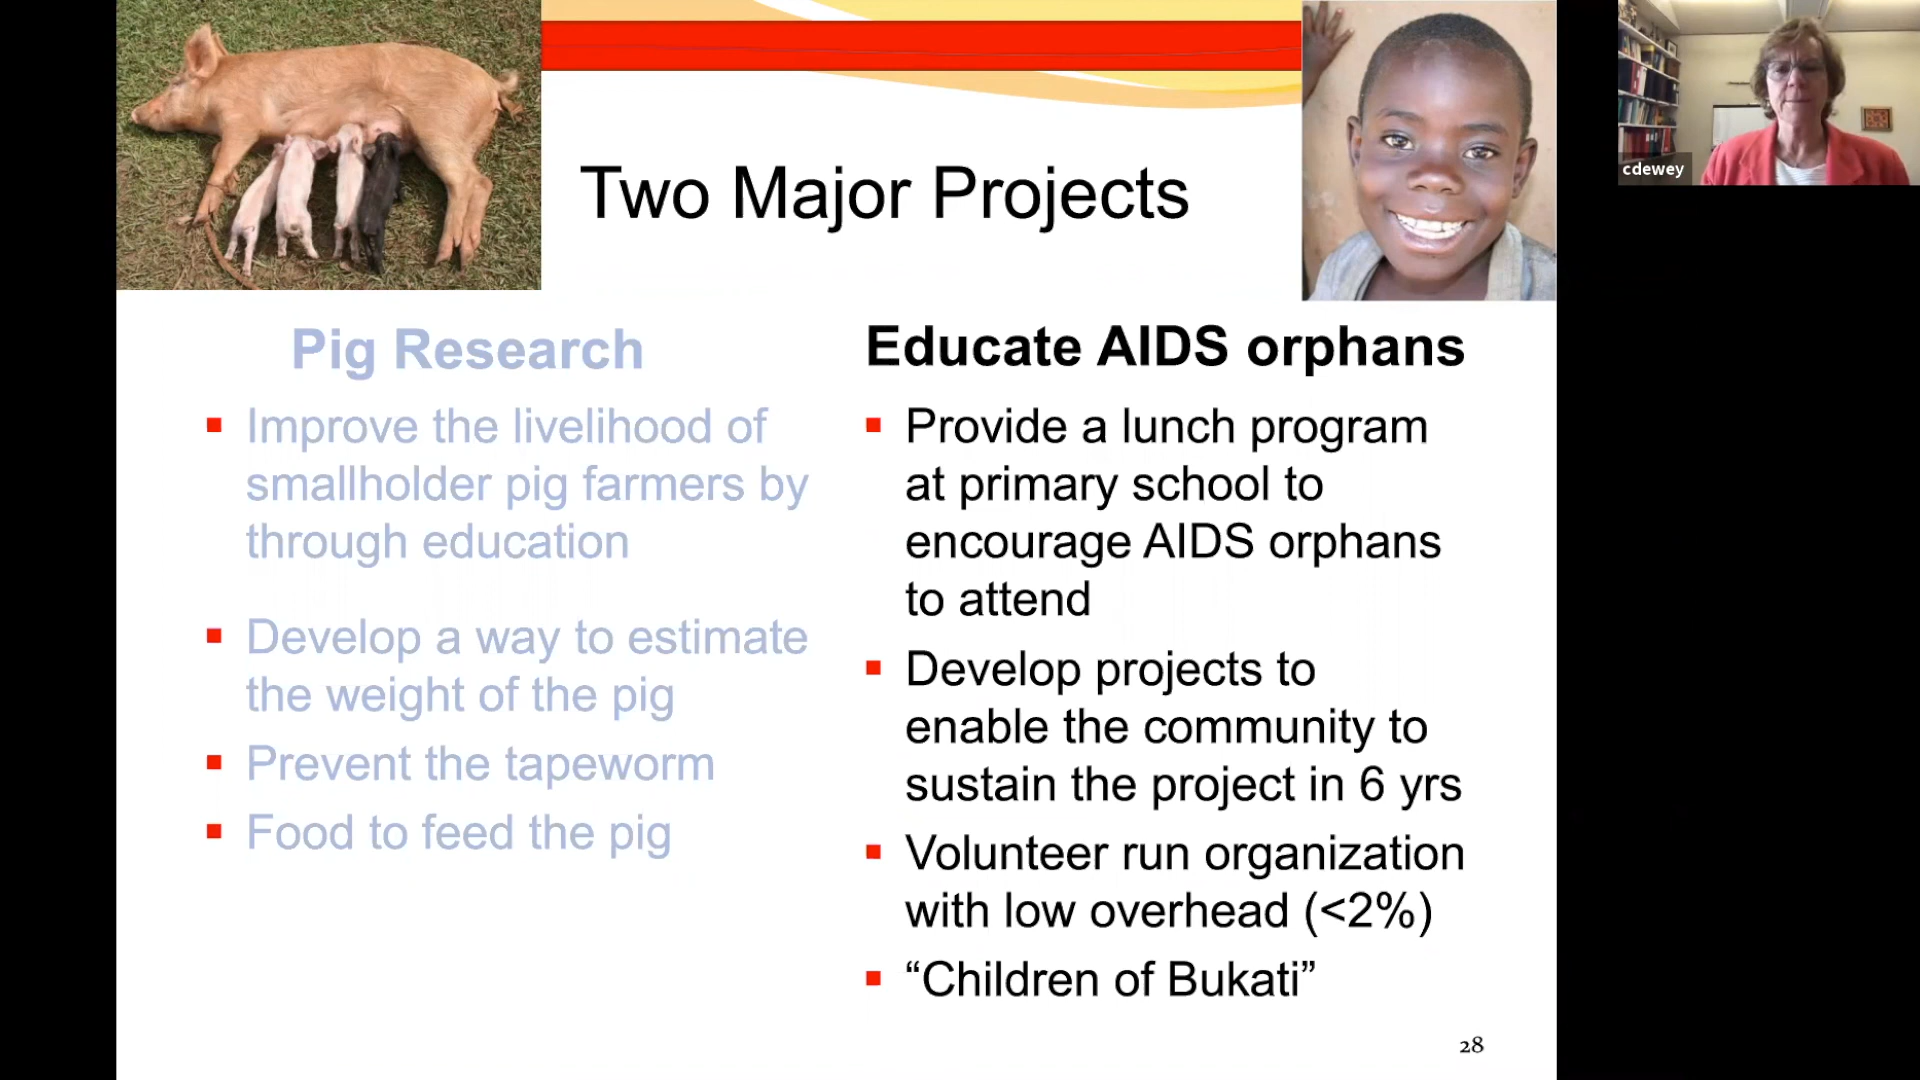 Two Major Projects
cdewey
Pig Research
Improve the livelihood of
smallholder pig farmers by
through education
Develop a way to estimate
the weight of the pig
Prevent the tapeworm
Food to feed the pig
Educate AIDS orphans
Provide a lunch program
at primary school to
encourage AIDS orphans
to attend
Develop projects to
enable the community to
sustain the project in 6 yrs
Volunteer run organization
with low overhead (<2%)
“Children of Bukati”
28